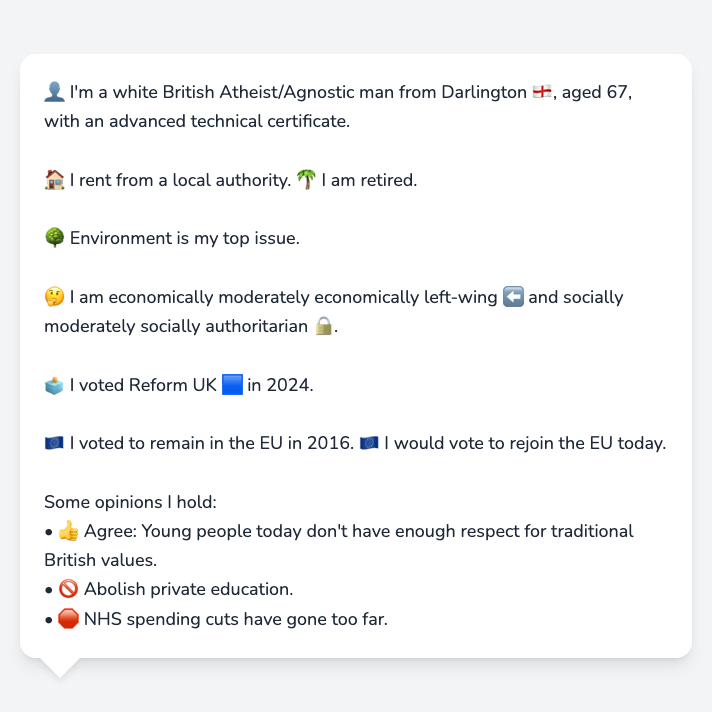 👤 I'm a white British Atheist/Agnostic man from Darlington 🏴󠁧󠁢󠁥󠁮󠁧󠁿, aged 67,
with an advanced technical certificate.
🏠 I rent from a local authority. 🌴 I am retired.
🌳 Environment is my top issue.
🤔 I am economically moderately economically left-wing ⬅️ and socially
moderately socially authoritarian 🔒.
🗳️ I voted Reform UK 🟦 in 2024.
🇪🇺 I voted to remain in the EU in 2016. 🇪🇺 I would vote to rejoin the EU today.
Some opinions I hold:
• 👍 Agree: Young people today don't have enough respect for traditional
British values.
• 🚫 Abolish private education.
• 🛑 NHS spending cuts have gone too far.